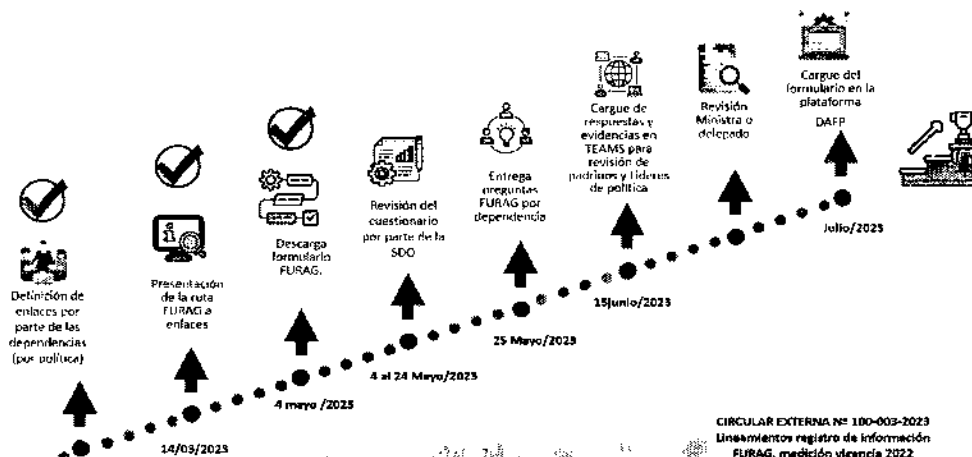 Definición de
enlaces por
parte de las
dependencias
(por política)
Presentación
de la ruta
FURAG a
enlaces
14/03/2023
Descarga
formulario
FURAG.
4 mayo /2023
Revisión del
cuestionario
por parte de la
SDO
4 al 24 Mayo/2023
Entrega
preguntas
FURAG por
dependencia
25 Mayo/2023
Cargue de
respuestas y
evidencias en
TEAMS para
revisión de
padrinos y Lideres
de política
15Junio/2023
Revisión
Ministra o
delegado
Cargue del
formulario en la
plataforma
DAFP
Julio/2023
CIRCULAR EXTERNA Nº 100-003-2023
Lineamientos registro de información
FURAG, medición vigencia 2022